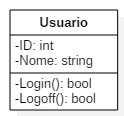 Usuario
-ID: int
-Nome: string
-Login(): bool
-Logoff(): bool